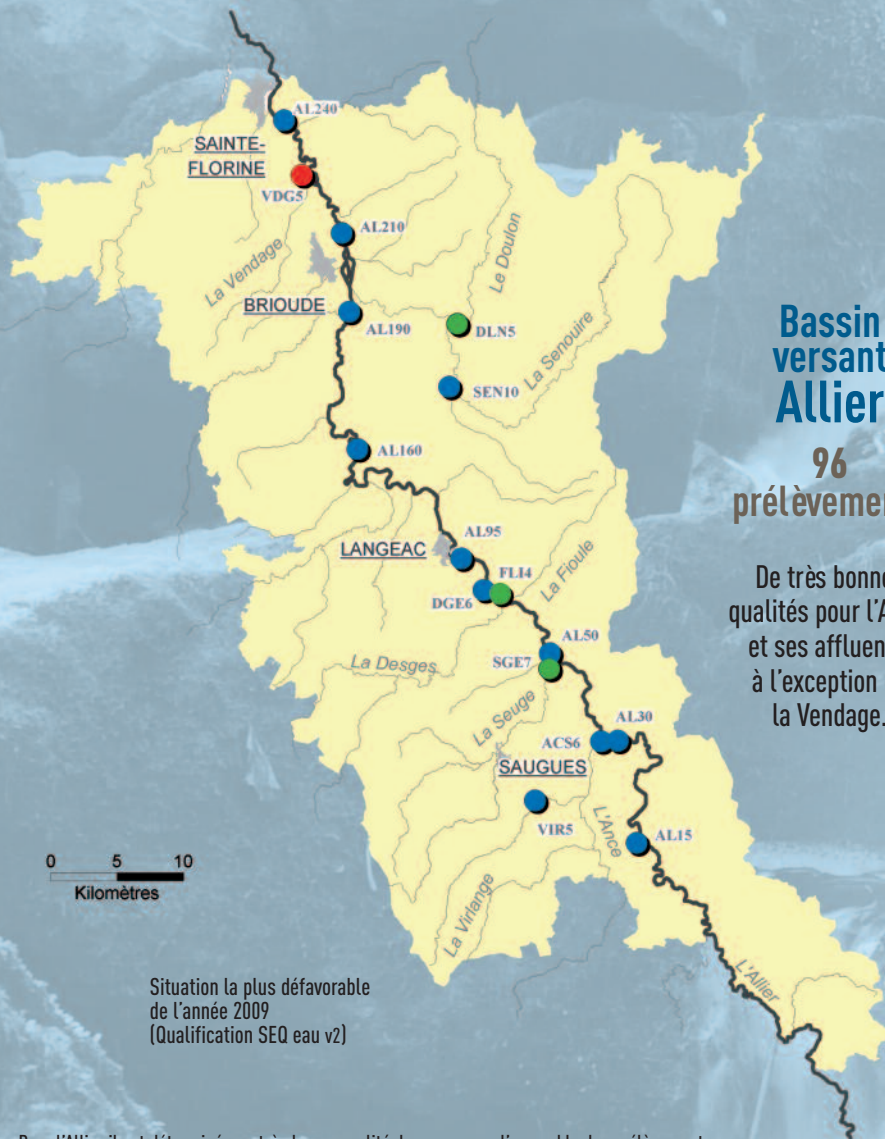 AL240
SAINTE-
FLORINE
VDG5
AL210
La Vendage
Le Doulon
BRIOUDE
AL190
DLN5
La Senouire
SEN10
AL160
Bassin
versant
Allier
96
De très bonne
qualités pour
et ses
à l'exception
la Vendage.
AL95
LANGEAC
FLI4
La Fioule
DGE6
AL50
La Desges
SGE7
La Seuge
AL30
ACS6
SAUGUES
VIR5
L'Ance
AL15
La Virlange
L'Allier
0 5 10
Kilomètres
Situation la plus défavorable
de l'année 2009
(Qualification SEQ eau v2)